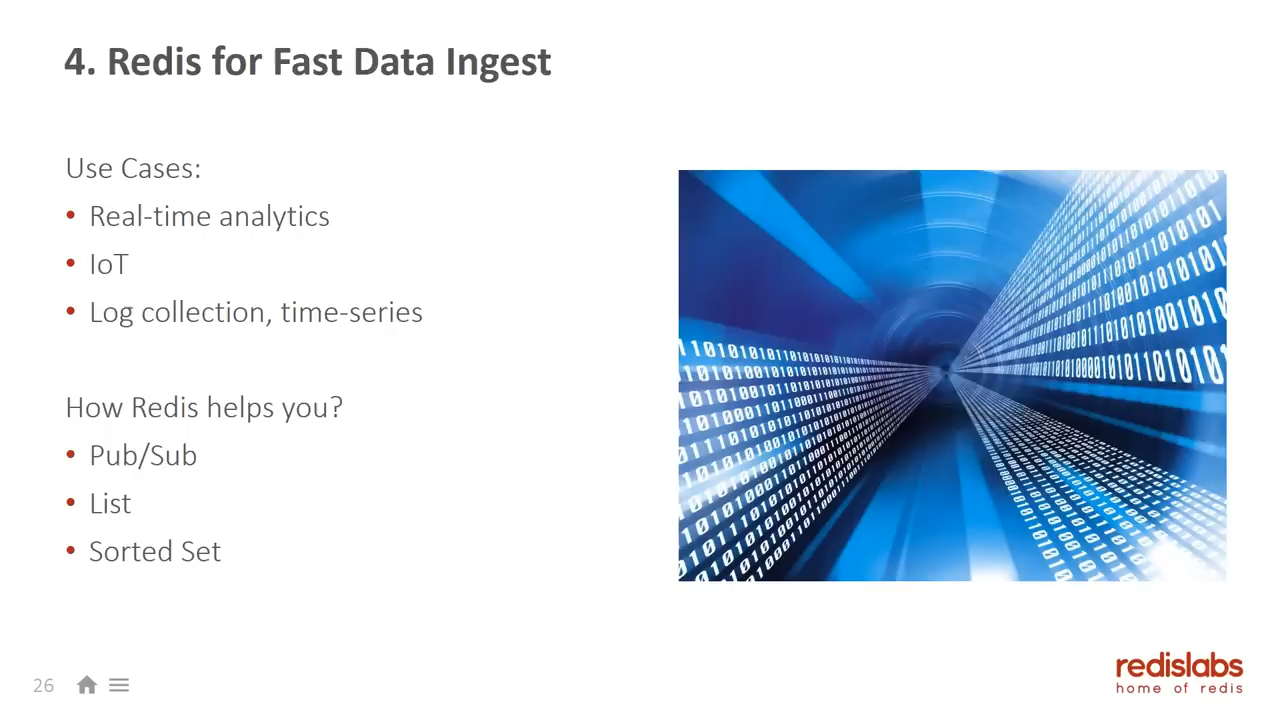 4. Redis for Fast Data Ingest
Use Cases:
• Real-time analytics
• IoT
• Log collection, time-series
How Redis helps you?
• Pub/Sub
• List
• Sorted Set
26
redislabs
home of redis